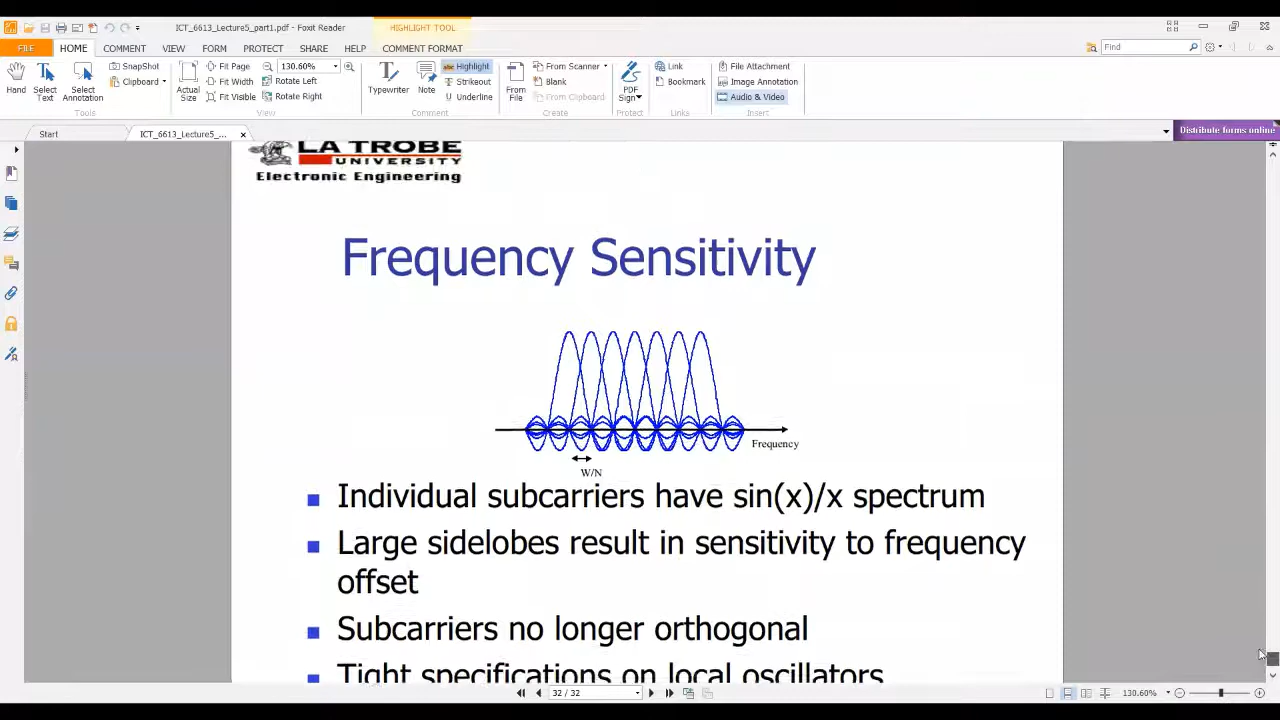 ICT_6613_Lecture5_part1.pdf - Foxit Reader
HIGHLIGHT TOOL
FILE HOME COMMENT VIEW FORM PROTECT SHARE HELP COMMENT FORMAT
Find
SnapShot
Clipboard
Hand
Select Text
Select Annotation
Tools
Actual Size
Fit Page
Fit Width
Fit Visible
130.60%
Rotate Left
Rotate Right
View
Typewriter
Note
Highlight
Strikeout
Underline
Comment
From File
From Scanner
Blank
From Clipboard
Create
PDF Sign
Protect
Link
Bookmark
Links
File Attachment
Image Annotation
Audio & Video
Insert
Start
ICT_6613_Lecture5_...
Distribute forms online
LA TROBE
UNIVERSITY
Electronic Engineering
Frequency Sensitivity
Frequency
W/N
Individual subcarriers have sin(x)/x spectrum
Large sidelobes result in sensitivity to frequency
offset
Subcarriers no longer orthogonal
Tight specifications on local oscillators
32 / 32
130.60%